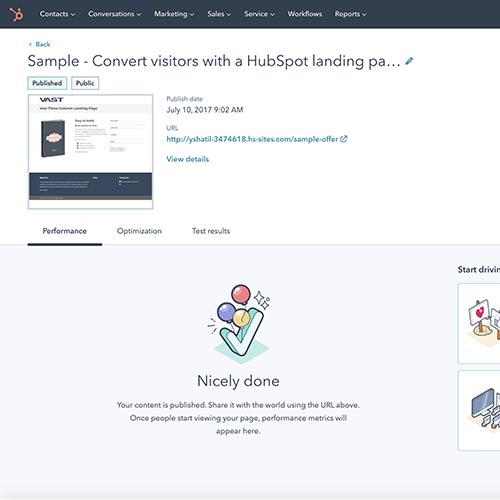 Contacts Conversations Marketing Sales Service Workflows Reports
Back
Sample - Convert visitors with a HubSpot landing pa...
Published Public
VAST
Vast Three Column Landing Page
Publish date
July 10, 2017 9:02 AM
URL
http://yshatil-3474618.hs-sites.com/sample-offer
View details
Performance Optimization Test results
Start drivin
Nicely done
Your content is published. Share it with the world using the URL above.
Once people start viewing your page, performance metrics will
appear here.